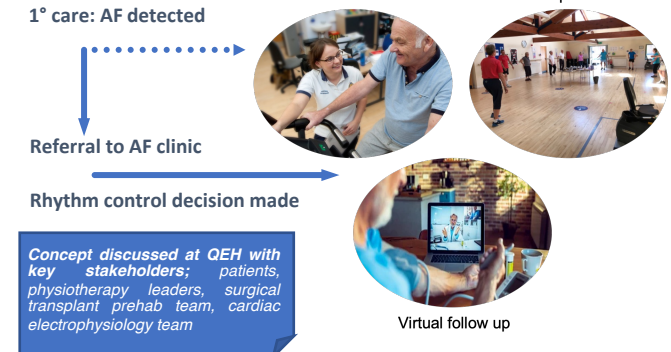 1° care: AF detected
Referral to AF clinic
Rhythm control decision made
Concept discussed at QEH with
key stakeholders; patients,
physiotherapy leaders, surgical
transplant prehab team, cardiac
electrophysiology team
Virtual follow up